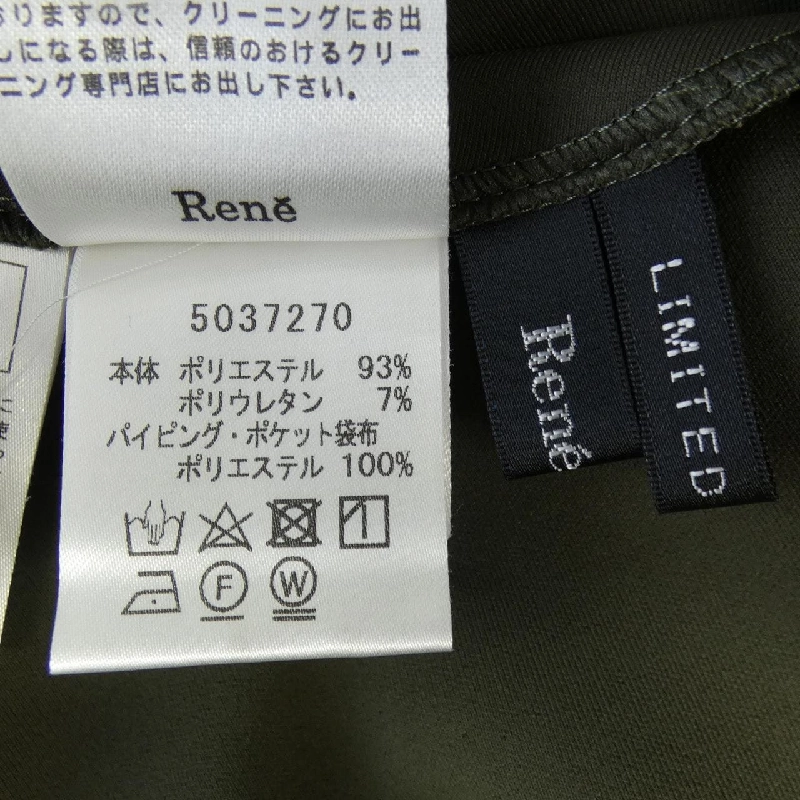 おりますので、クリーニングにお出
しになる際は、信頼のおけるクリー
ニング専門店にお出し下さい。
René
5037270
本体 ポリエステル 93%
ポリウレタン 7%
パイピング・ポケット袋布
ポリエステル 100%
F
W
René
LIMITED
に